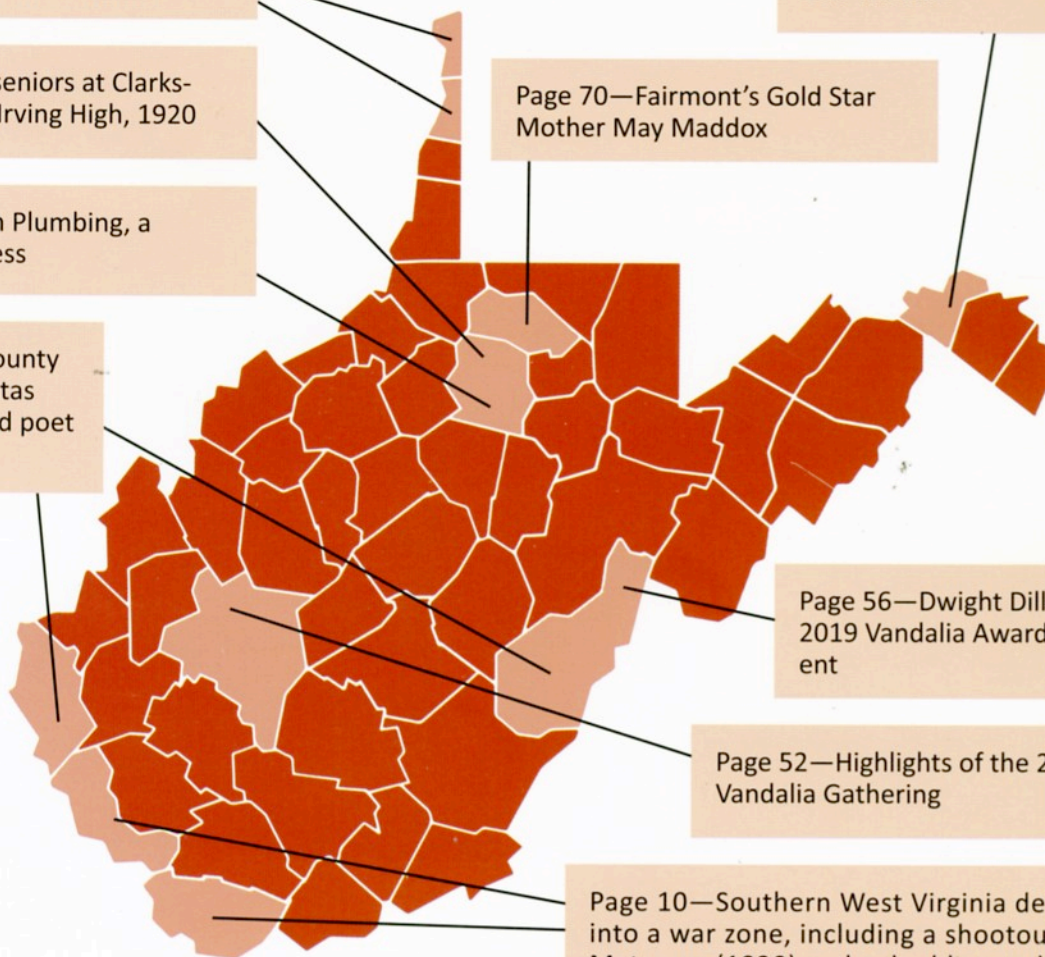 seniors at Clarks-
Irving High, 1920
Page 70—Fairmont’s Gold Star
Mother May Maddox
Plumbing, a
ounty
tas
d poet
Page 56—Dwight Dill
2019 Vandalia Award
ent
Page 52—Highlights of the 2
Vandalia Gathering
Page 10—Southern West Virginia de
into a war zone, including a shootou